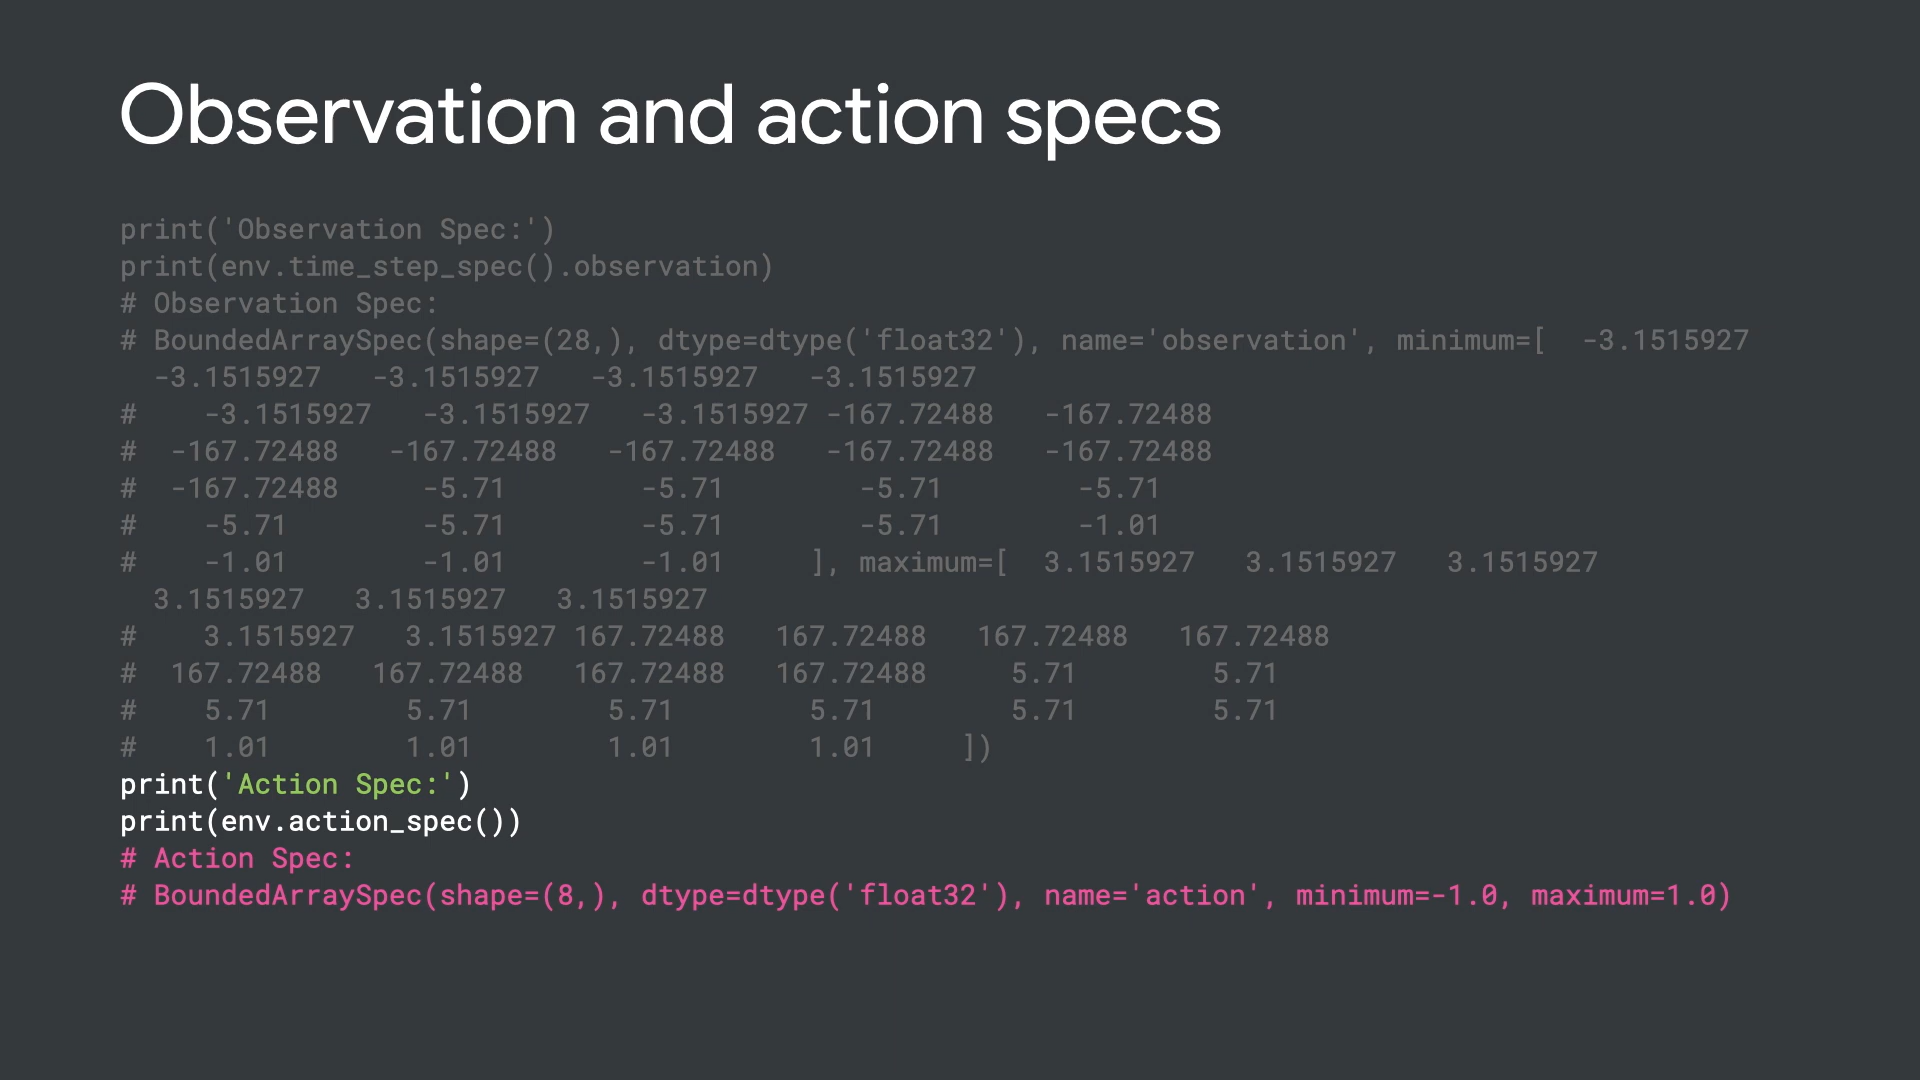 Observation and action specs
print('Observation Spec:')
print(env.time_step_spec().observation)
# Observation Spec:
# BoundedArraySpec(shape=(28,), dtype=dtype('float32'), name='observation', minimum=[  -3.1515927
  -3.1515927   -3.1515927   -3.1515927   -3.1515927
#    -3.1515927   -3.1515927   -3.1515927 -167.72488   -167.72488
#  -167.72488   -167.72488   -167.72488   -167.72488   -167.72488
#  -167.72488     -5.71        -5.71        -5.71        -5.71
#    -5.71        -5.71        -5.71        -5.71        -1.01
#    -1.01        -1.01        -1.01     ], maximum=[  3.1515927   3.1515927   3.1515927
  3.1515927   3.1515927   3.1515927
#    3.1515927   3.1515927 167.72488   167.72488   167.72488   167.72488
#  167.72488   167.72488   167.72488   167.72488     5.71        5.71
#    5.71        5.71        5.71        5.71        5.71        5.71
#    1.01        1.01        1.01        1.01     ])
print('Action Spec:')
print(env.action_spec())
# Action Spec:
# BoundedArraySpec(shape=(8,), dtype=dtype('float32'), name='action', minimum=-1.0, maximum=1.0)